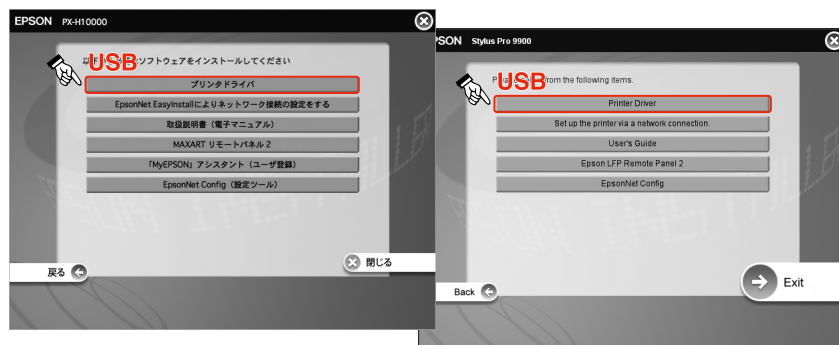 EPSON PX-H10000
USB
ソフトウェアをインストールしてください
プリンタドライバ
EpsonNet EasyInstallによりネットワーク接続の設定をする
取扱説明書（電子マニュアル）
MAXART リモートパネル 2
「MyEPSON」アシスタント（ユーザ登録）
EpsonNet Config（設定ツール）
戻る
閉じる
PSON Stylus Pro 9900
USB
from the following items.
Printer Driver
Set up the printer via a network connection.
User's Guide
Epson LFP Remote Panel 2
EpsonNet Config
Back
Exit